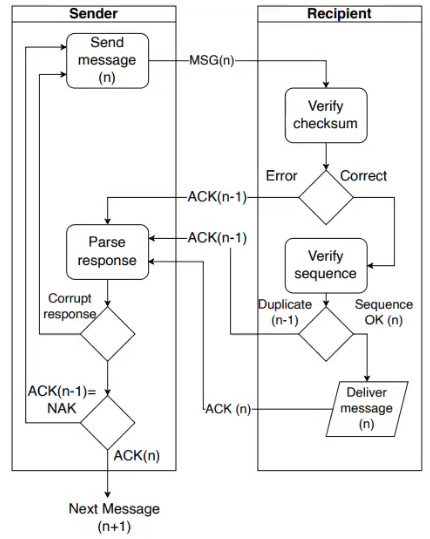 Sender
Recipient
Send
message
(n)
MSG(n)
Verify
checksum
Error
Correct
ACK(n-1)
ACK(n-1)
Parse
response
Verify
sequence
Corrupt
response
Duplicate
(n-1)
Sequence
OK (n)
ACK(n-1)=
NAK
ACK (n)
Deliver
message
(n)
ACK(n)
Next Message
(n+1)